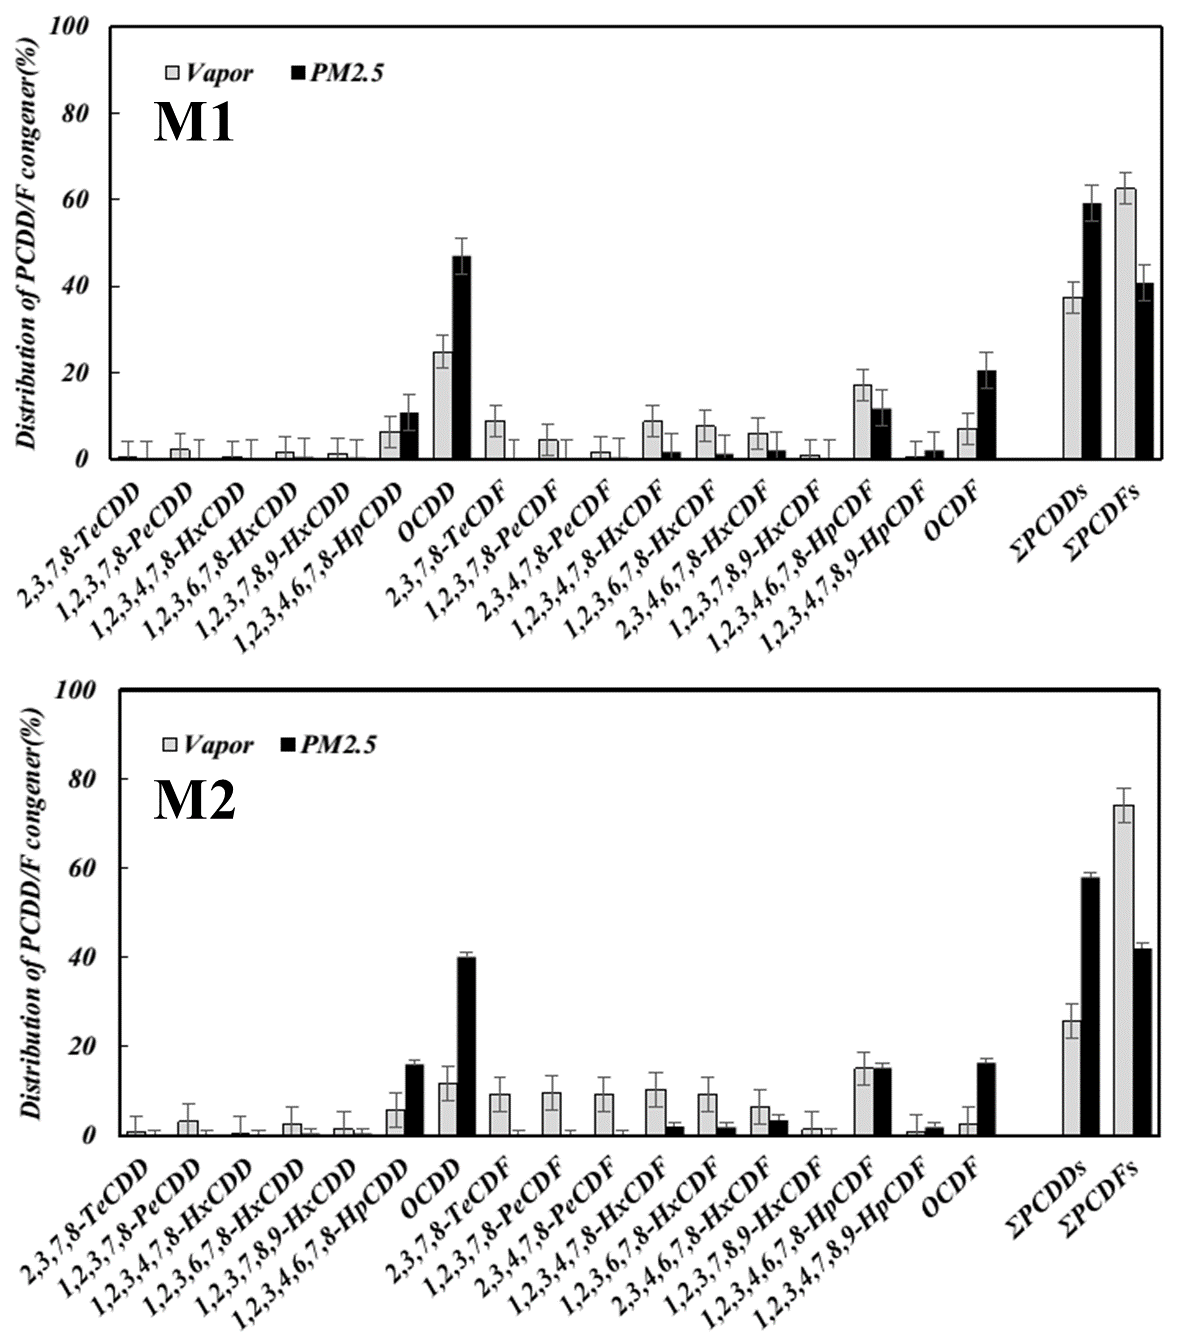 Distribution of PCDD/F congener(%)
100
80
60
40
20
0
Vapor PM2.5
M1
2,3,7,8-TeCDD
1,2,3,7,8-PeCDD
1,2,3,4,7,8-HxCDD
1,2,3,6,7,8-HxCDD
1,2,3,7,8,9-HxCDD
1,2,3,4,6,7,8-HpCDD
OCDD
2,3,7,8-TeCDF
1,2,3,7,8-PeCDF
2,3,4,7,8-PeCDF
1,2,3,4,7,8-HxCDF
1,2,3,6,7,8-HxCDF
2,3,4,6,7,8-HxCDF
1,2,3,7,8,9-HxCDF
1,2,3,4,6,7,8-HpCDF
1,2,3,4,7,8,9-HpCDF
OCDF
ΣPCDDs
ΣPCDFs
Distribution of PCDD/F congener(%)
100
80
60
40
20
0
Vapor PM2.5
M2
2,3,7,8-TeCDD
1,2,3,7,8-PeCDD
1,2,3,4,7,8-HxCDD
1,2,3,6,7,8-HxCDD
1,2,3,7,8,9-HxCDD
1,2,3,4,6,7,8-HpCDD
OCDD
2,3,7,8-TeCDF
1,2,3,7,8-PeCDF
2,3,4,7,8-PeCDF
1,2,3,4,7,8-HxCDF
1,2,3,6,7,8-HxCDF
2,3,4,6,7,8-HxCDF
1,2,3,7,8,9-HxCDF
1,2,3,4,6,7,8-HpCDF
1,2,3,4,7,8,9-HpCDF
OCDF
ΣPCDDs
ΣPCDFs